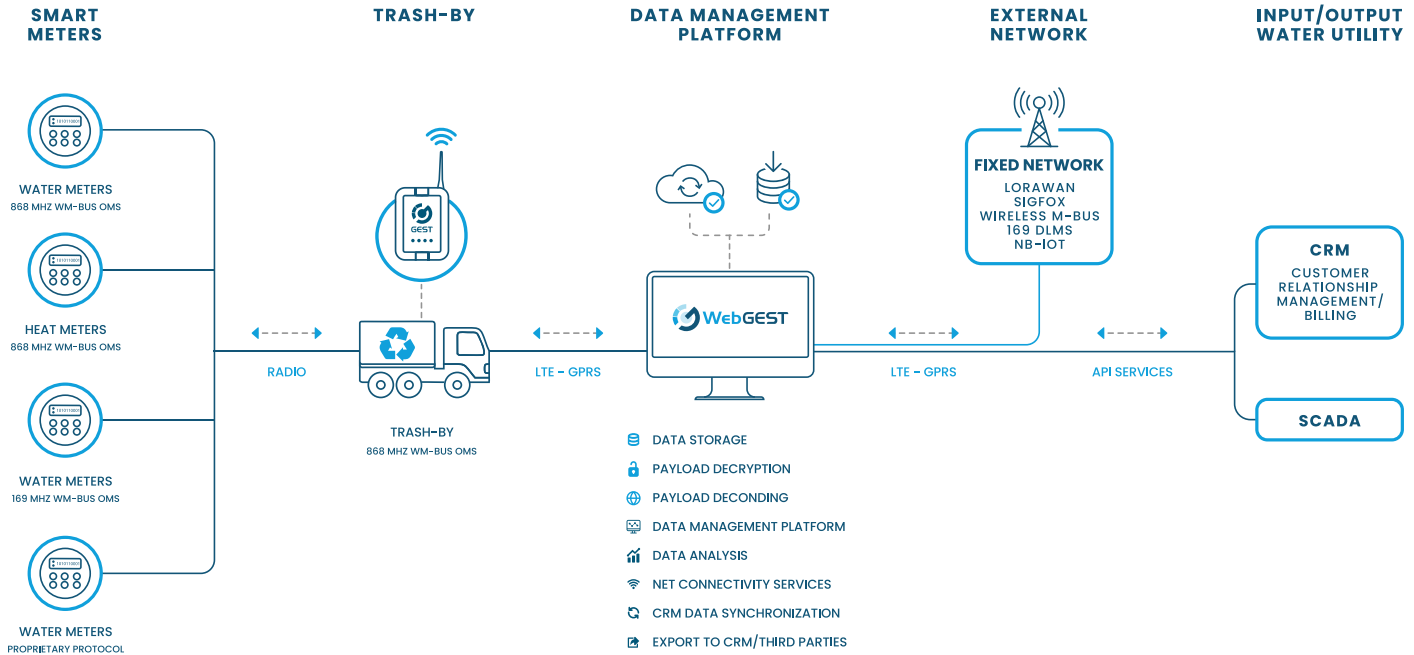 SMART
METERS
TRASH-BY
DATA MANAGEMENT
PLATFORM
EXTERNAL
NETWORK
INPUT/OUTPUT
WATER UTILITY
WATER METERS
868 MHZ WM-BUS OMS
HEAT METERS
868 MHZ WM-BUS OMS
WATER METERS
169 MHZ WM-BUS OMS
WATER METERS
PROPRIETARY PROTOCOL
RADIO
GEST
TRASH-BY
868 MHZ WM-BUS OMS
LTE - GPRS
WebGEST
DATA STORAGE
PAYLOAD DECRYPTION
PAYLOAD DECONDING
DATA MANAGEMENT PLATFORM
DATA ANALYSIS
NET CONNECTIVITY SERVICES
CRM DATA SYNCHRONIZATION
EXPORT TO CRM/THIRD PARTIES
LTE - GPRS
FIXED NETWORK
LORAWAN
SIGFOX
WIRELESS M-BUS
169 DLMS
NB-IOT
API SERVICES
CRM
CUSTOMER
RELATIONSHIP
MANAGEMENT/
BILLING
SCADA